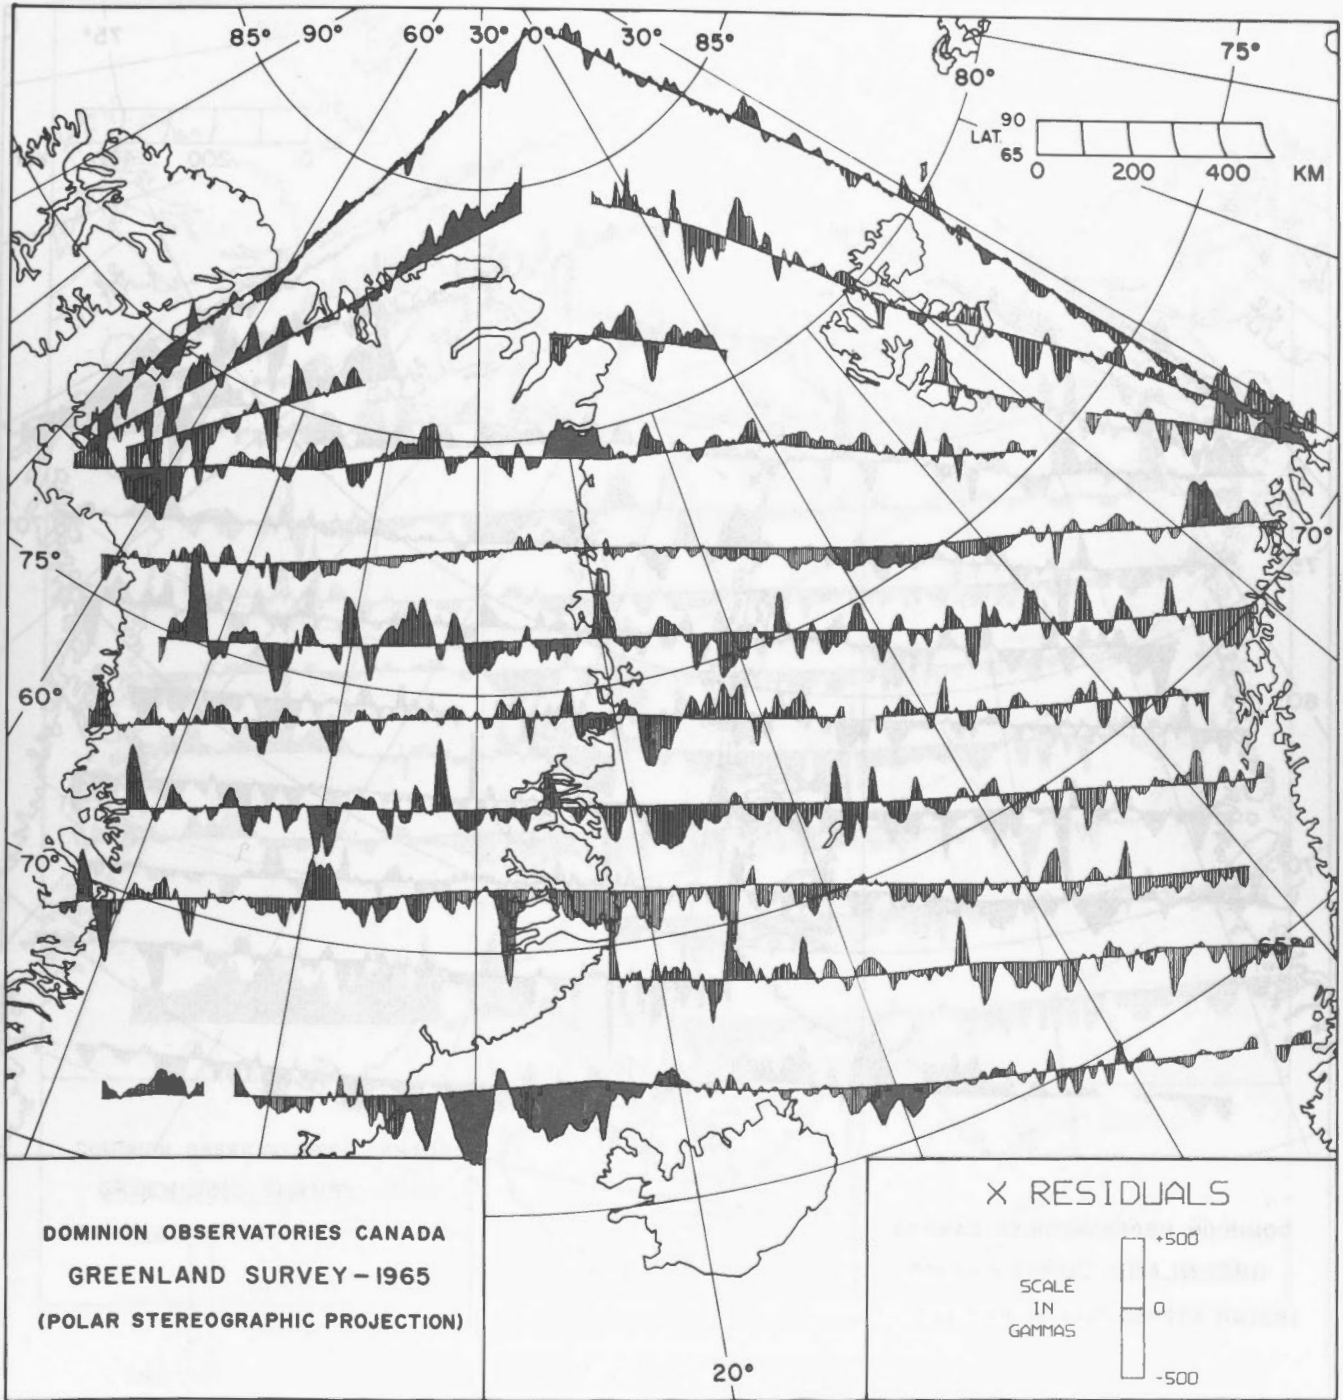 85° 90° 60° 30° 0° 30° 85° 75°
80°
90
LAT.
65
0 200 400 KM
70°
75°
60°
70°
65°
X RESIDUALS
+500
SCALE
IN 0
GAMMAS
-500
DOMINION OBSERVATORIES CANADA
GREENLAND SURVEY-1965
(POLAR STEREOGRAPHIC PROJECTION)
20°